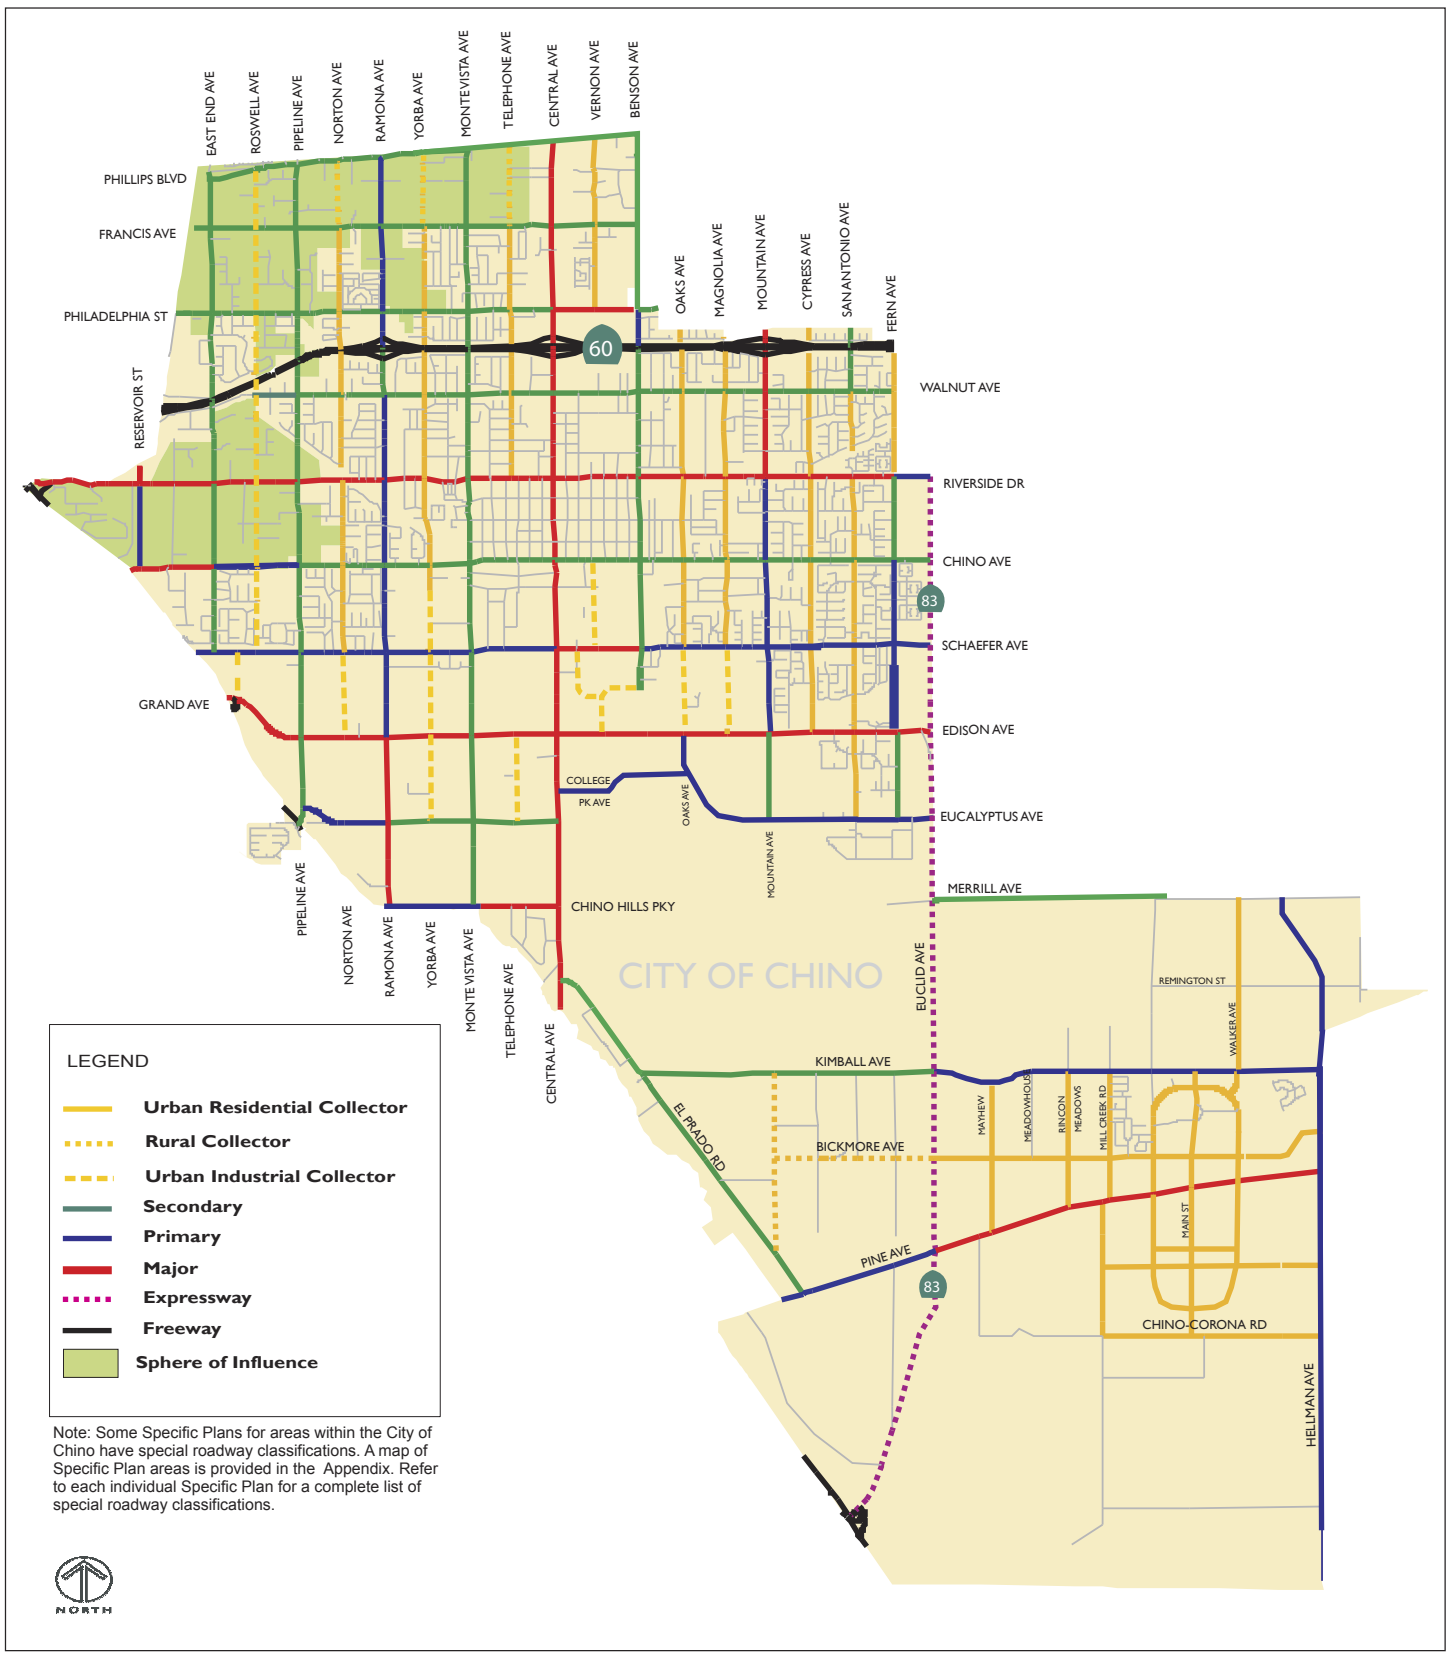 EAST END AVE
ROSWELL AVE
PIPELINE AVE
NORTON AVE
RAMONA AVE
YORBA AVE
MONTE VISTA AVE
TELEPHONE AVE
CENTRAL AVE
VERNON AVE
BENSON AVE
PHILLIPS BLVD
FRANCIS AVE
PHILADELPHIA ST
OAKS AVE
MAGNOLIA AVE
MOUNTAIN AVE
CYPRESS AVE
SAN ANTONIO AVE
FERN AVE
60
RESERVOIR ST
WALNUT AVE
RIVERSIDE DR
CHINO AVE
83
SCHAEFER AVE
GRAND AVE
EDISON AVE
COLLEGE
PK AVE
OAKS AVE
EUCALYPTUS AVE
MOUNTAIN AVE
MERRILL AVE
PIPELINE AVE
NORTON AVE
RAMONA AVE
YORBA AVE
MONTE VISTA AVE
TELEPHONE AVE
CENTRAL AVE
CHINO HILLS PKY
CITY OF CHINO
EUCLID AVE
REMINGTON ST
WALKER AVE
KIMBALL AVE
EL PRADO RD
MAYHEW
MEADOWHOUSE
RINCON
MEADOWS
MILL CREEK RD
BICKMORE AVE
MAIN ST
PINE AVE
83
CHINO-CORONA RD
HELLMAN AVE
LEGEND
Urban Residential Collector
Rural Collector
Urban Industrial Collector
Secondary
Primary
Major
Expressway
Freeway
Sphere of Influence
Note: Some Specific Plans for areas within the City of
Chino have special roadway classifications. A map of
Specific Plan areas is provided in the Appendix. Refer
to each individual Specific Plan for a complete list of
special roadway classifications.
NORTH